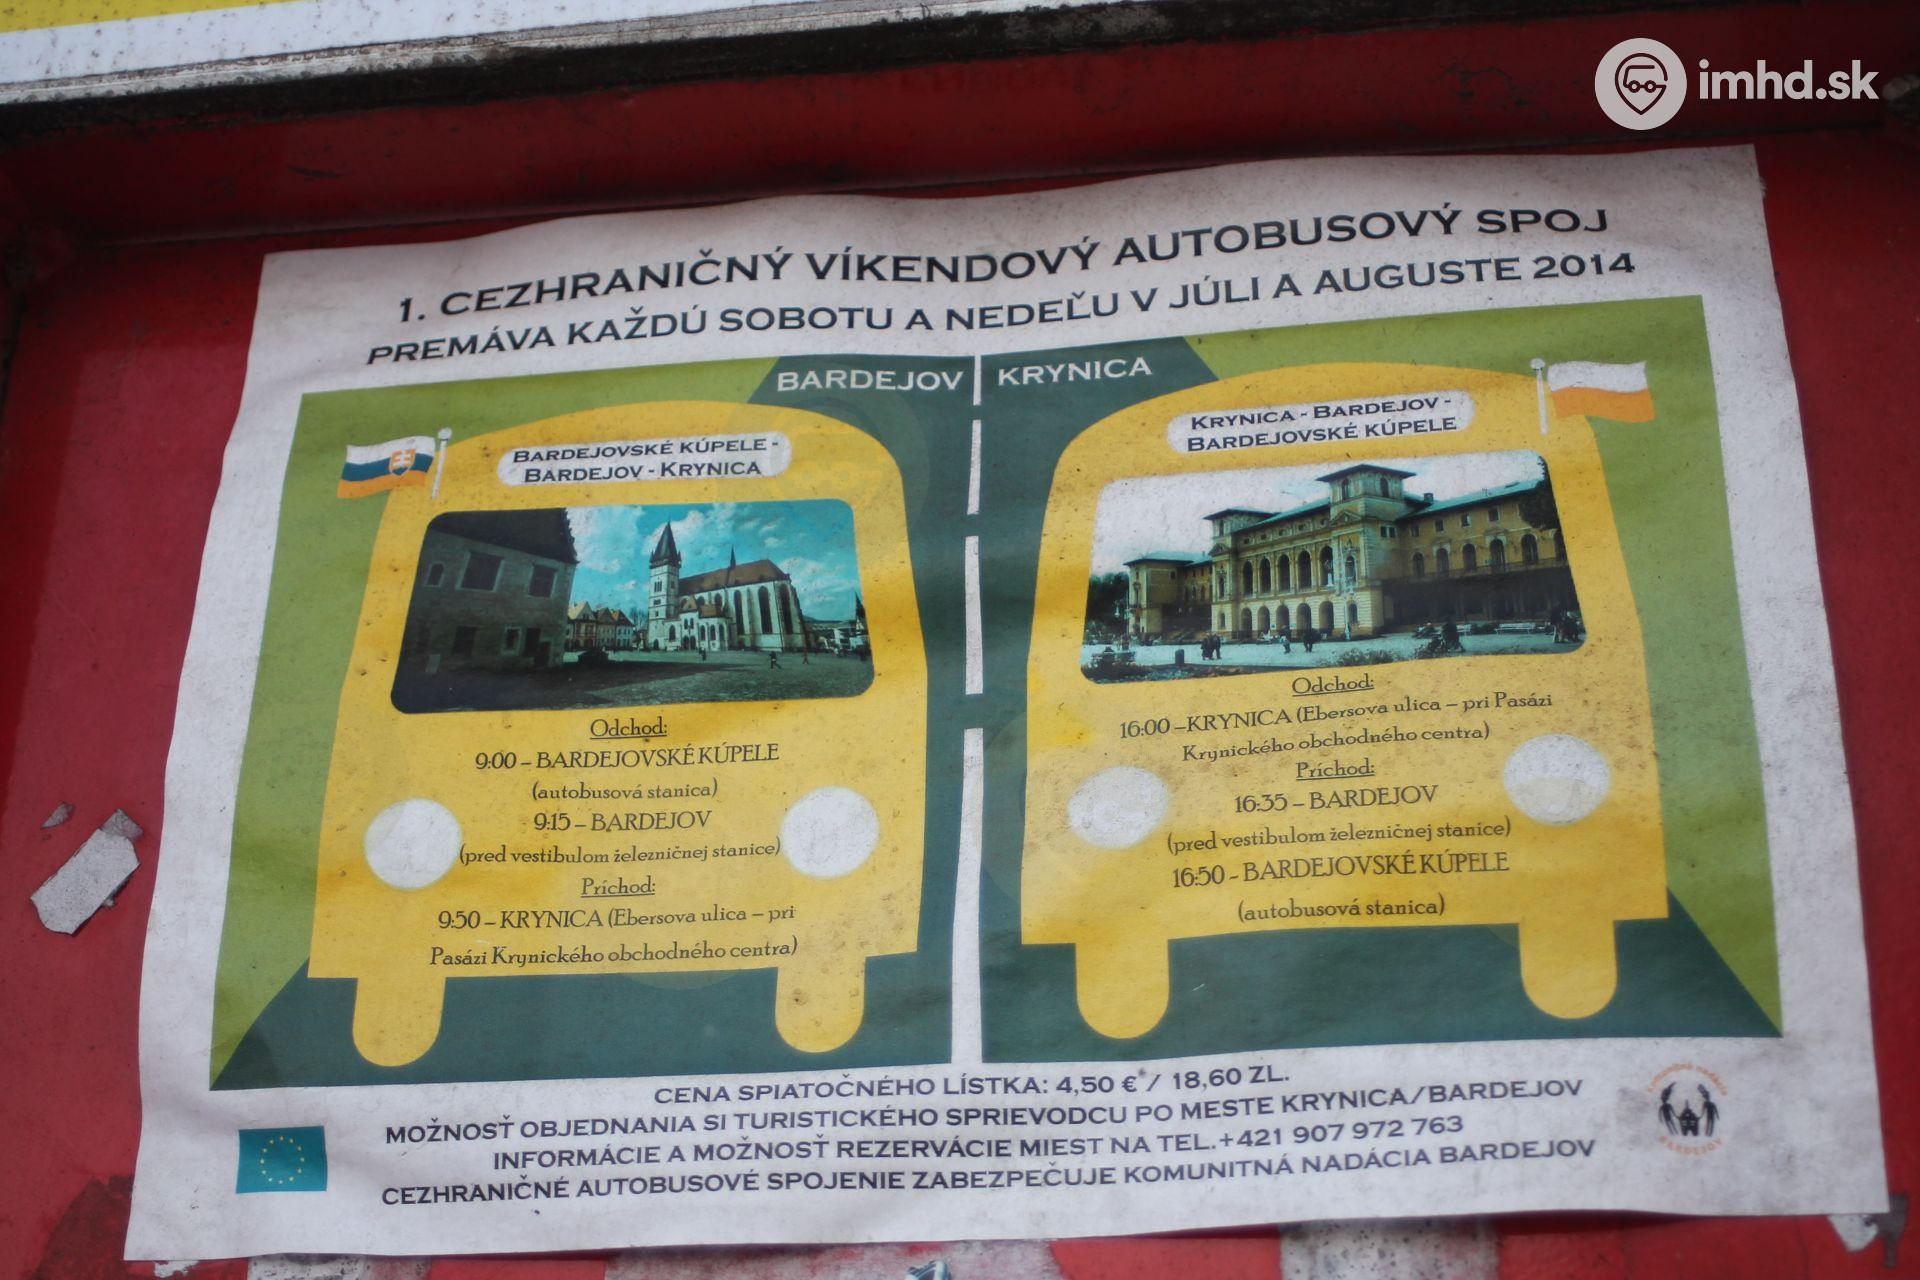 imhd.sk
1. CEZHRANIČNÝ VÍKENDOVÝ AUTOBUSOVÝ SPOJ
PREMÁVA KAŽDÚ SOBOTU A NEDEĽU V JÚLI A AUGUSTE 2014
BARDEJOV
KRYNICA
BARDEJOVSKÉ KÚPELE -
BARDEJOV - KRYNICA
Odchod:
9:00 – BARDEJOVSKÉ KÚPELE
(autobusová stanica)
9:15 – BARDEJOV
(pred vestibulom železničnej stanice)
Príchod:
9:50 – KRYNICA (Ebersova ulica – pri
Pasázi Krynického obchodného centra)
KRYNICA - BARDEJOV -
BARDEJOVSKÉ KÚPELE
Odchod:
16:00 –KRYNICA (Ebersova ulica – pri Pasázi
Krynického obchodného centra)
Príchod:
16:35 – BARDEJOV
(pred vestibulom železničnej stanice)
16:50 - BARDEJOVSKÉ KÚPELE
(autobusová stanica)
CENA SPIATOČNÉHO LÍSTKA: 4,50 €* / 18,60 ZL.
MOŽNOSŤ OBJEDNANIA SI TURISTICKÉHO SPRIEVODCU PO MESTE KRYNICA/BARDEJOV
INFORMÁCIE A MOŽNOSŤ REZERVÁCIE MIEST NA TEL.+421 907 972 763
CEZHRANIČNÉ AUTOBUSOVÉ SPOJENIE ZABEZPEČUJE KOMUNITNÁ NADÁCIA BARDEJOV
komunitná nadácia
BARDEJOV